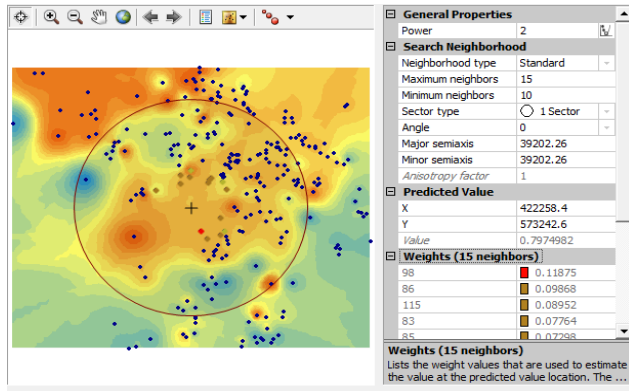 General Properties
Power 2
Search Neighborhood
Neighborhood type Standard
Maximum neighbors 15
Minimum neighbors 10
Sector type 1 Sector
Angle 0
Major semiaxis 39202.26
Minor semiaxis 39202.26
Anisotropy factor 1
Predicted Value
X 422258.4
Y 573242.6
Value 0.7974982
Weights (15 neighbors)
98 0.11875
86 0.09868
115 0.08952
83 0.07764
85 0.07298
Weights (15 neighbors)
Lists the weight values that are used to estimate
the value at the predicted value location. The ...